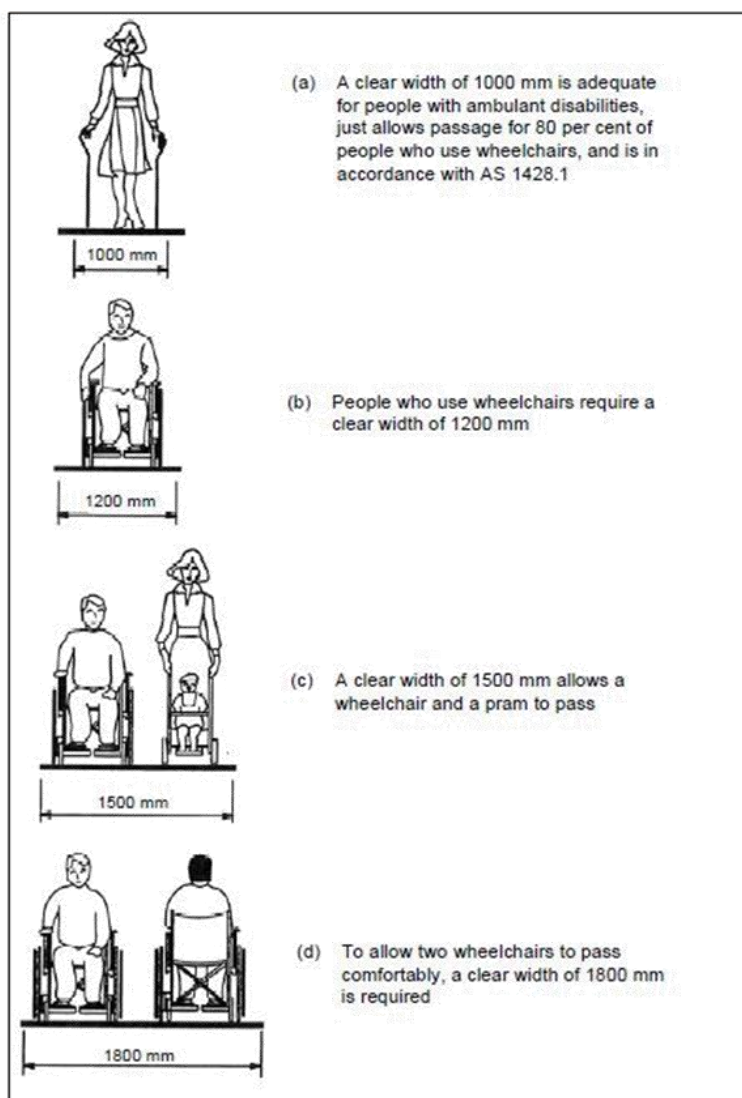 (a) A clear width of 1000 mm is adequate
for people with ambulant disabilities,
just allows passage for 80 per cent of
people who use wheelchairs, and is in
accordance with AS 1428.1
1000 mm
(b) People who use wheelchairs require a
clear width of 1200 mm
1200 mm
(c) A clear width of 1500 mm allows a
wheelchair and a pram to pass
1500 mm
(d) To allow two wheelchairs to pass
comfortably, a clear width of 1800 mm
is required
1800 mm